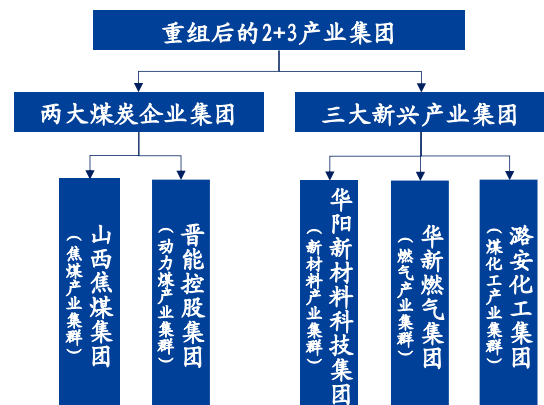 重组后的2+3产业集团
两大煤炭企业集团
三大新兴产业集团
山西焦煤集团
（焦煤产业集群）
晋能控股集团
（动力煤产业集群）
华阳新材料科技集团
（新材料产业集群）
华新燃气集团
（燃气产业集群）
潞安化工集团
（煤化工产业集群）